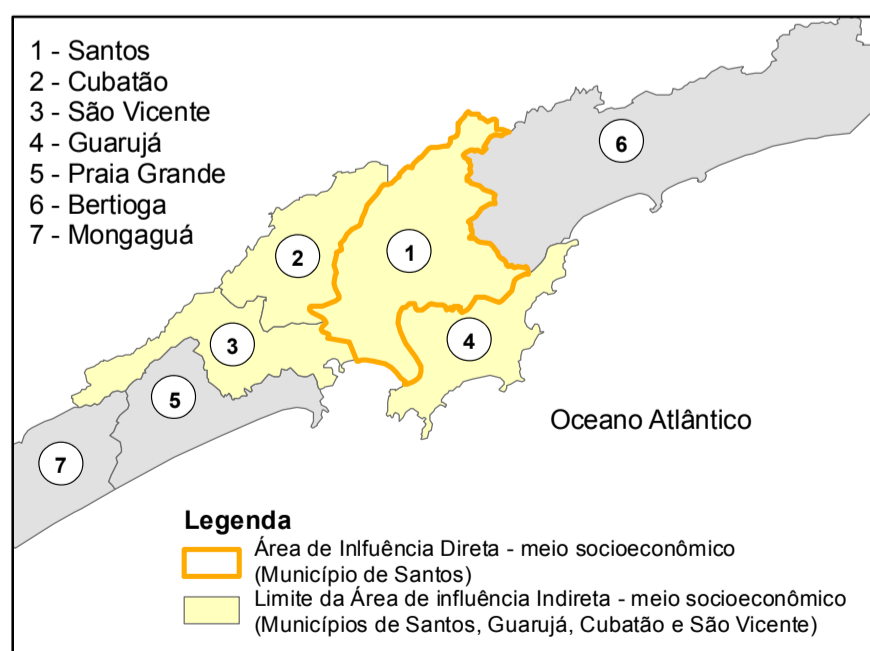 1 - Santos
2 - Cubatão
3 - São Vicente
4 - Guarujá
5 - Praia Grande
6 - Bertioga
7 - Mongaguá
6
1
2
4
3
5
7
Oceano Atlântico
Legenda
Área de Inlfuência Direta - meio socioeconômico
(Município de Santos)
Limite da Área de influência Indireta - meio socioeconômico
(Municípios de Santos, Guarujá, Cubatão e São Vicente)